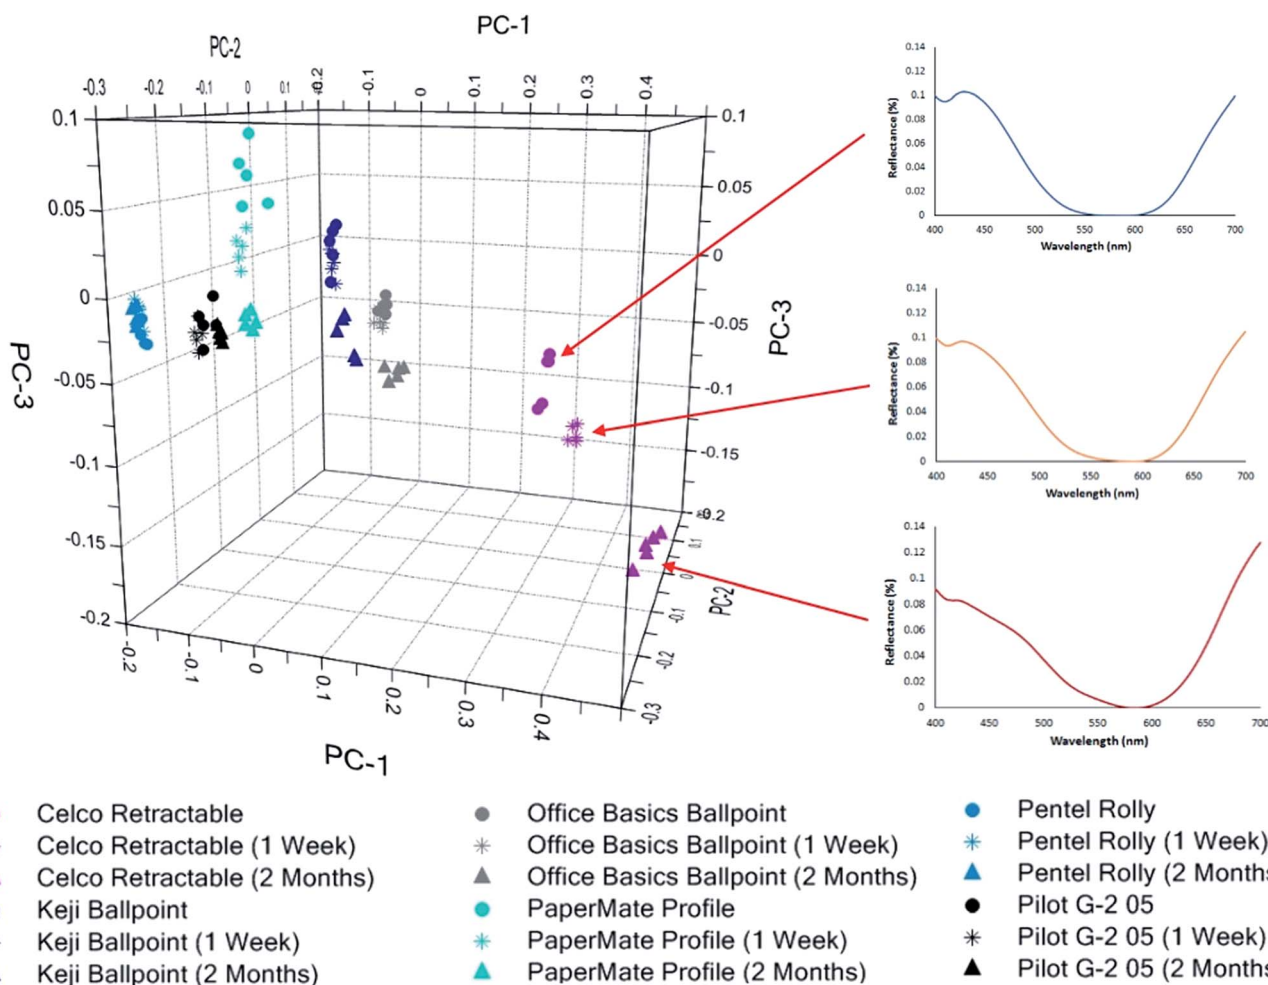 PC-1
PC-2
-0.3 -0.2 -0.1 0 0.1 -0.2 -0.1 0 0.1 0.2 0.3 0.4
0.1
0.05
0
-0.05
-0.1
-0.15
-0.2
PC-3
0.1
0.05
0
-0.05
-0.1
-0.15
-0.2
PC-3
0.1
0
-0.1
-0.2
-0.3
PC-2
-0.2 -0.1 0 0.1 0.2 0.3 0.4
PC-1
0.14
0.12
0.1
0.08
0.06
0.04
0.02
0
Reflectance (%)
400 450 500 550 600 650 700
Wavelength (nm)
0.14
0.12
0.1
0.08
0.06
0.04
0.02
0
Reflectance (%)
400 450 500 550 600 650 700
Wavelength (nm)
0.14
0.12
0.1
0.08
0.06
0.04
0.02
0
Reflectance (%)
400 450 500 550 600 650 700
Wavelength (nm)
Celco Retractable
Celco Retractable (1 Week)
Celco Retractable (2 Months)
Keji Ballpoint
Keji Ballpoint (1 Week)
Keji Ballpoint (2 Months)
Office Basics Ballpoint
Office Basics Ballpoint (1 Week)
Office Basics Ballpoint (2 Months)
PaperMate Profile
PaperMate Profile (1 Week)
PaperMate Profile (2 Months)
Pentel Rolly
Pentel Rolly (1 Week)
Pentel Rolly (2 Months
Pilot G-2 05
Pilot G-2 05 (1 Week)
Pilot G-2 05 (2 Months